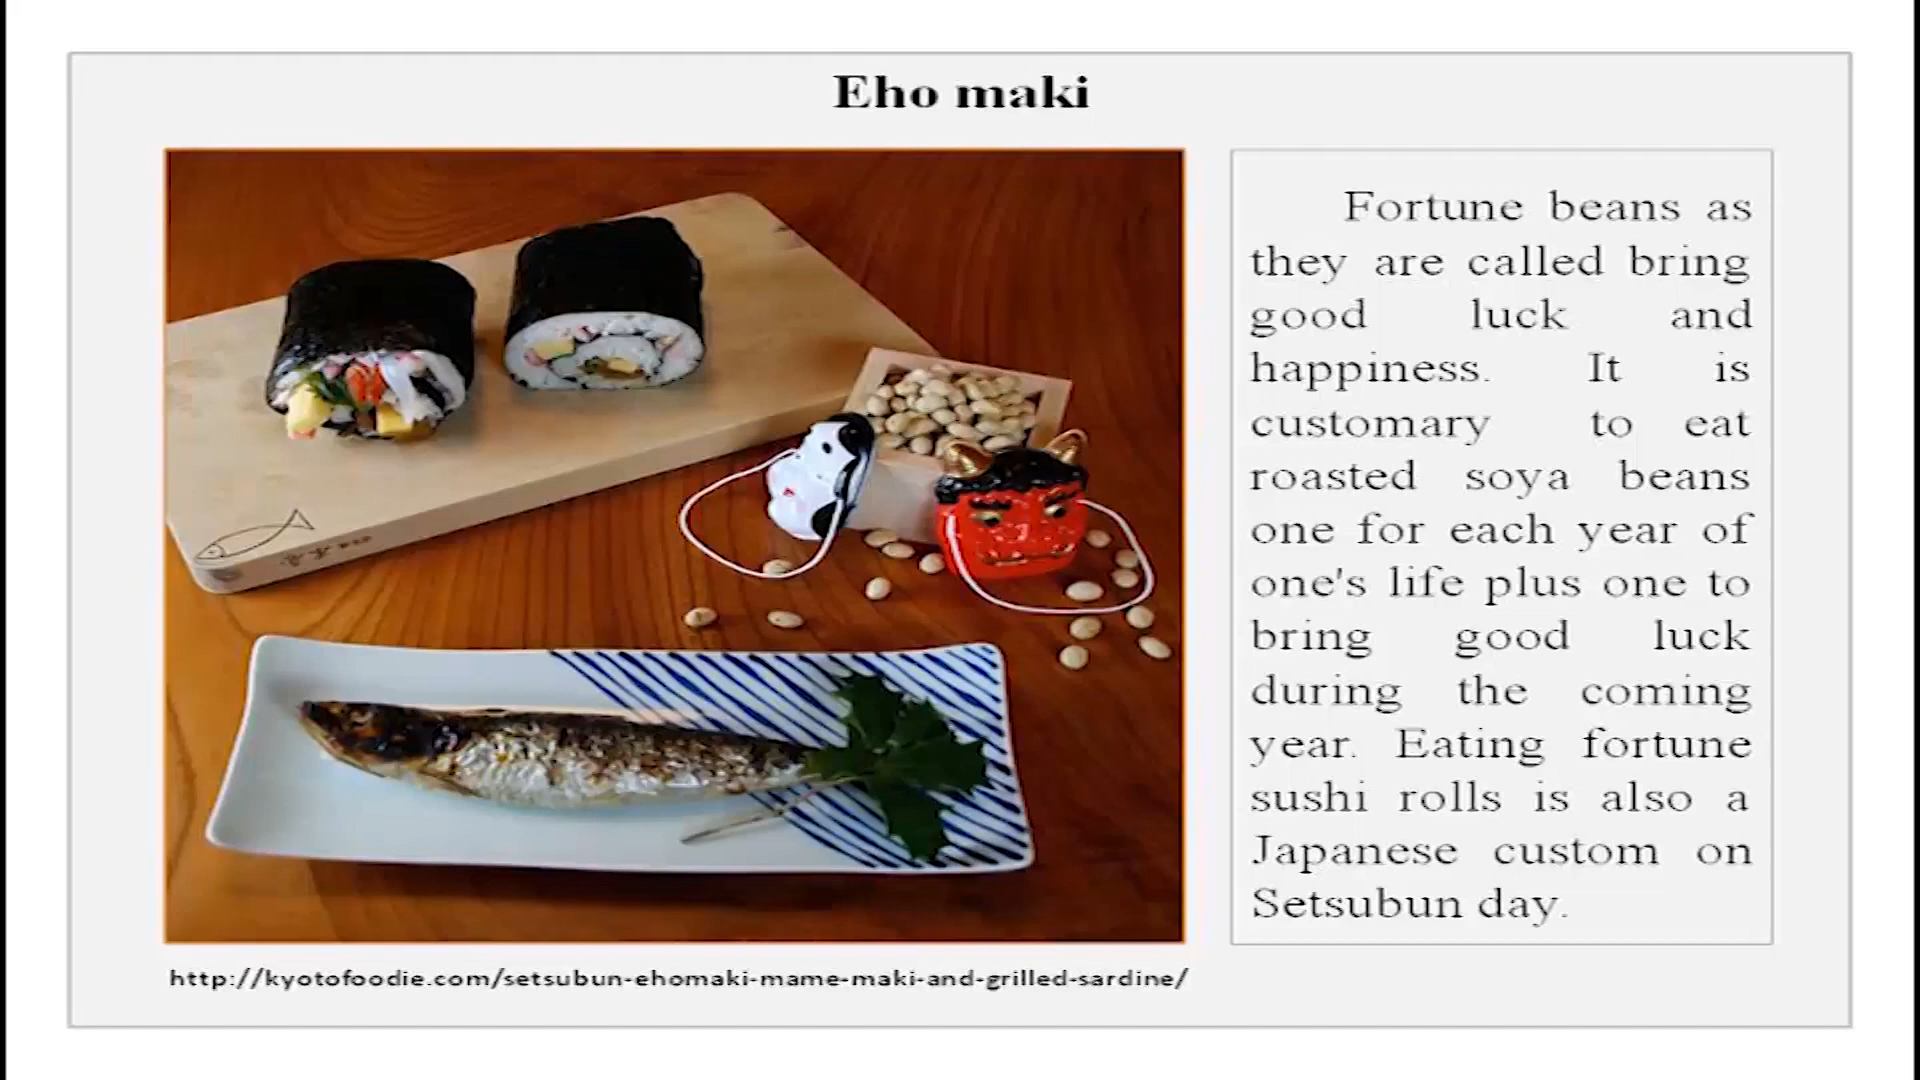 Eho maki
Fortune beans as
they are called bring
good luck and
happiness. It is
customary to eat
roasted soya beans
one for each year of
one's life plus one to
bring good luck
during the coming
year. Eating fortune
sushi rolls is also a
Japanese custom on
Setsubun day.
http://kyotofoodie.com/setsubun-ehomaki-mame-maki-and-grilled-sardine/